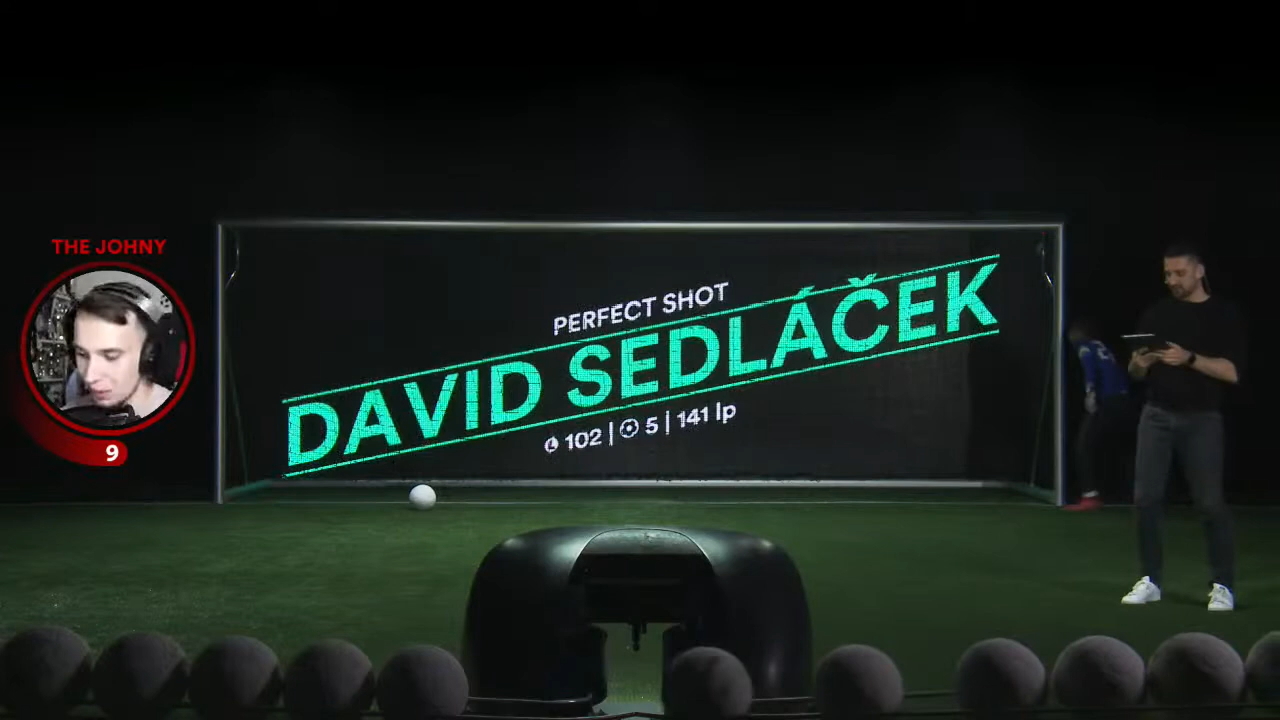 THE JOHNY
9
PERFECT SHOT
DAVID SEDLÁČEK
102 | 5 | 141 lp